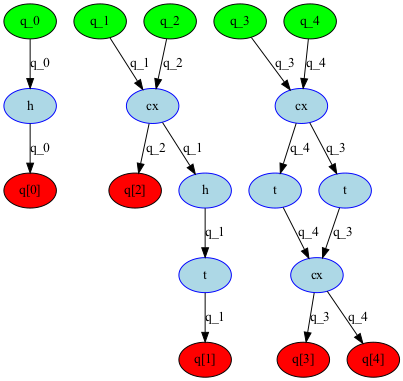 q_0 q_1 q_2 q_3 q_4
q_0 q_1 q_2 q_3 q_4
h cx cx
q_0 q_2 q_1 q_4 q_3
q[0] q[2] h t t
q_1 q_4 q_3
t cx
q_1 q_3 q_4
q[1] q[3] q[4]